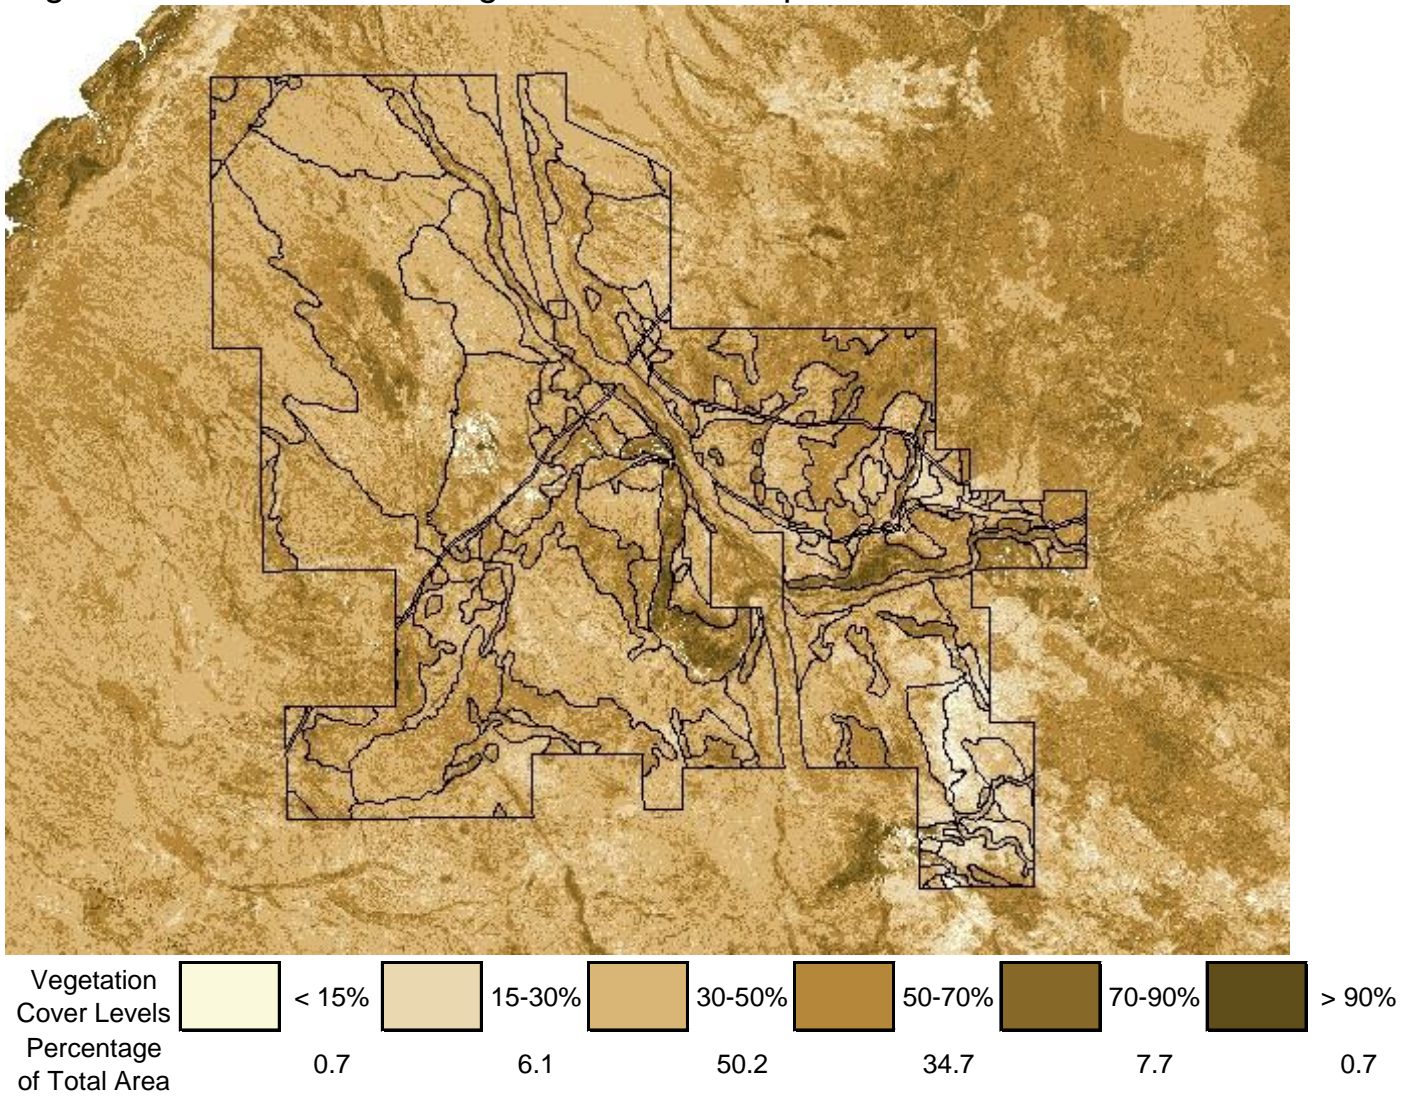 Vegetation
Cover Levels
< 15% 15-30% 30-50% 50-70% 70-90% > 90%
Percentage
of Total Area
0.7 6.1 50.2 34.7 7.7 0.7